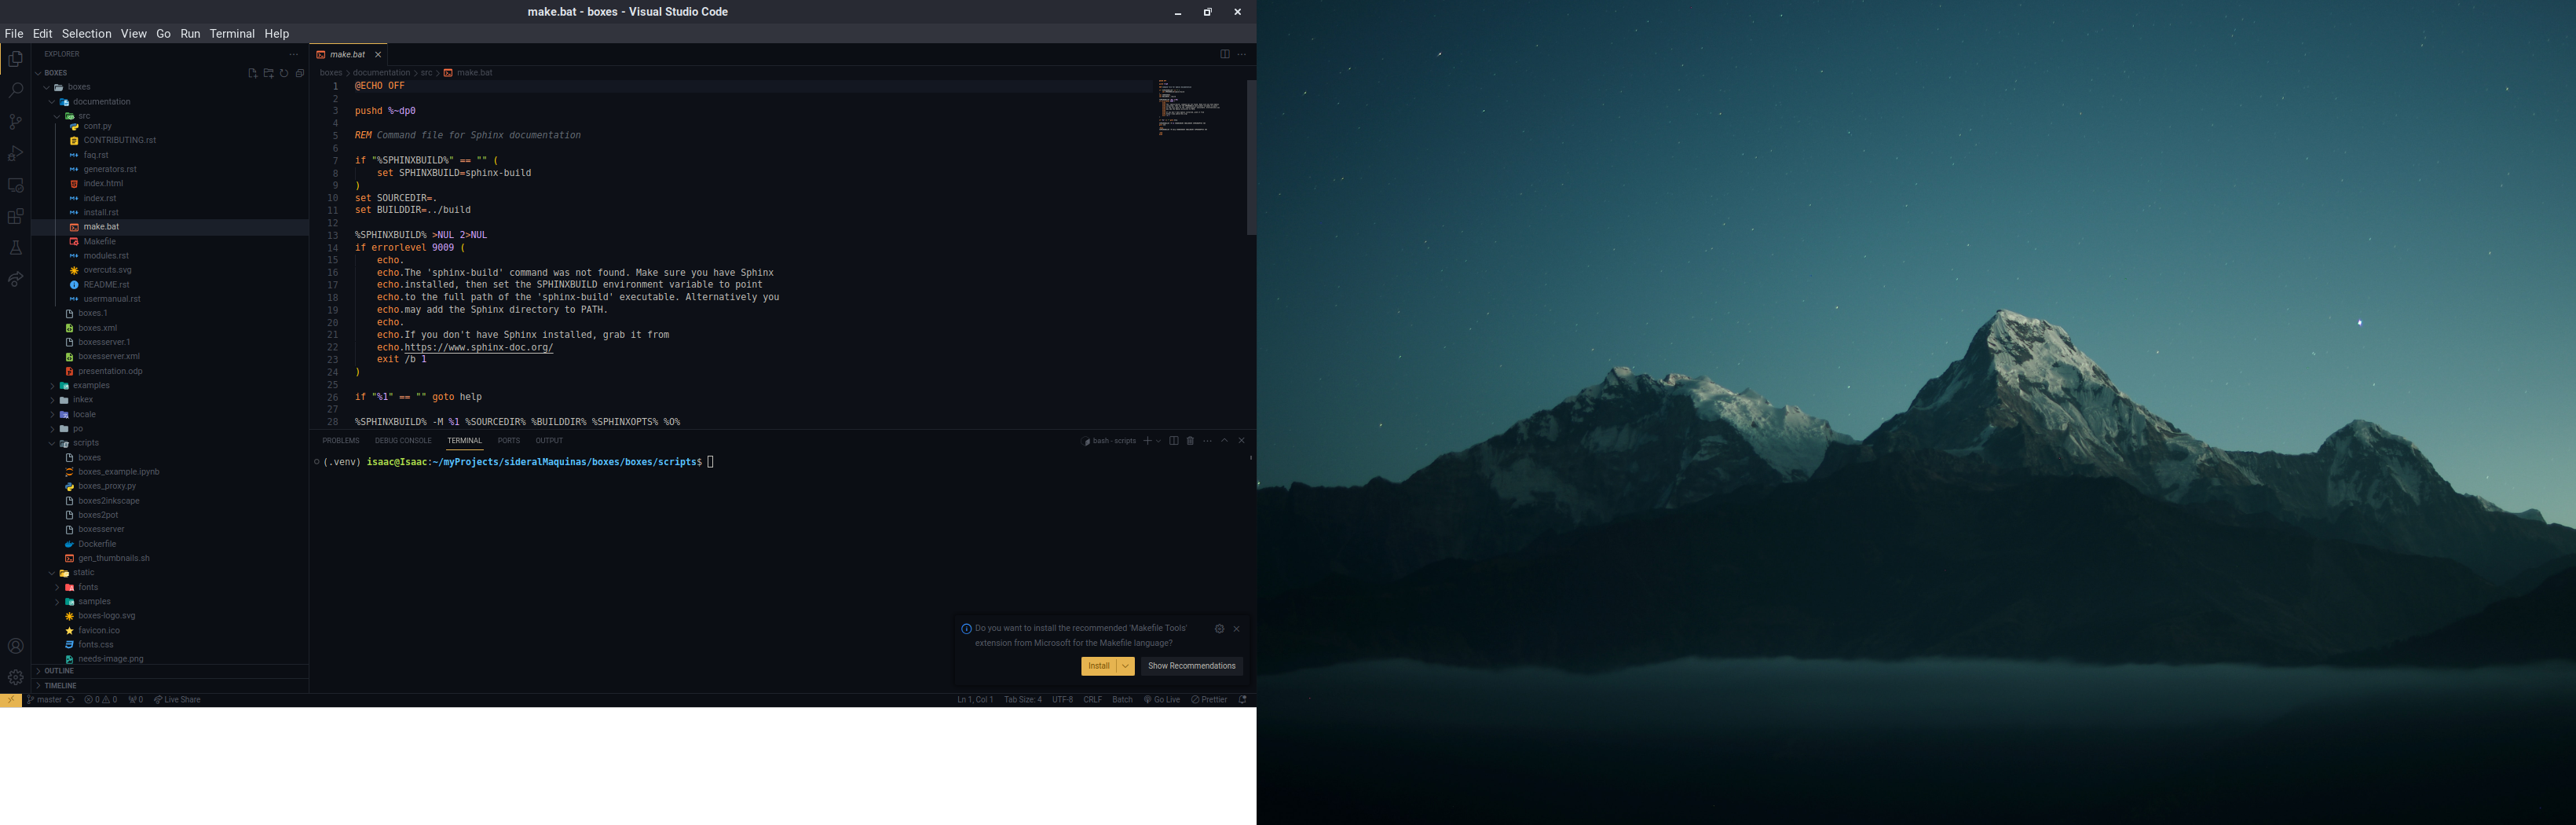 make.bat - boxes - Visual Studio Code
File Edit Selection View Go Run Terminal Help
EXPLORER
BOXES
boxes
documentation
src
conf.py
CONTRIBUTING.rst
faq.rst
generators.rst
index.html
index.rst
install.rst
make.bat
Makefile
modules.rst
overcuts.svg
README.rst
usermanual.rst
boxes.1
boxes.xml
boxesserver.1
boxesserver.xml
presentation.odp
examples
inkex
locale
po
scripts
boxes
boxes_example.ipynb
boxes_proxy.py
boxes2inkscape
boxes2pot
boxesserver
Dockerfile
gen_thumbnails.sh
static
fonts
samples
boxes-logo.svg
favicon.ico
fonts.css
needs-image.png
OUTLINE
TIMELINE
make.bat
boxes > documentation > src > make.bat
1 @ECHO OFF
2
3 pushd %~dp0
4
5 REM Command file for Sphinx documentation
6
7 if "%SPHINXBUILD%" == "" (
8 set SPHINXBUILD=sphinx-build
9 )
10 set SOURCEDIR=.
11 set BUILDDIR=../build
12
13 %SPHINXBUILD% >NUL 2>NUL
14 if errorlevel 9009 (
15 echo.
16 echo.The 'sphinx-build' command was not found. Make sure you have Sphinx
17 echo.installed, then set the SPHINXBUILD environment variable to point
18 echo.to the full path of the 'sphinx-build' executable. Alternatively you
19 echo.may add the Sphinx directory to PATH.
20 echo.
21 echo.If you don't have Sphinx installed, grab it from
22 echo.https://www.sphinx-doc.org/
23 exit /b 1
24 )
25
26 if "%1" == "" goto help
27
28 %SPHINXBUILD% -M %1 %SOURCEDIR% %BUILDDIR% %SPHINXOPTS% %O%
PROBLEMS DEBUG CONSOLE TERMINAL PORTS OUTPUT
bash - scripts
(.venv) isaac@Isaac:~/myProjects/sideralMaquinas/boxes/boxes/scripts$
Do you want to install the recommended 'Makefile Tools'
extension from Microsoft for the Makefile language?
Install
Show Recommendations
master 0 0 0 Live Share
Ln 1, Col 1 Tab Size: 4 UTF-8 CRLF Batch Go Live Prettier